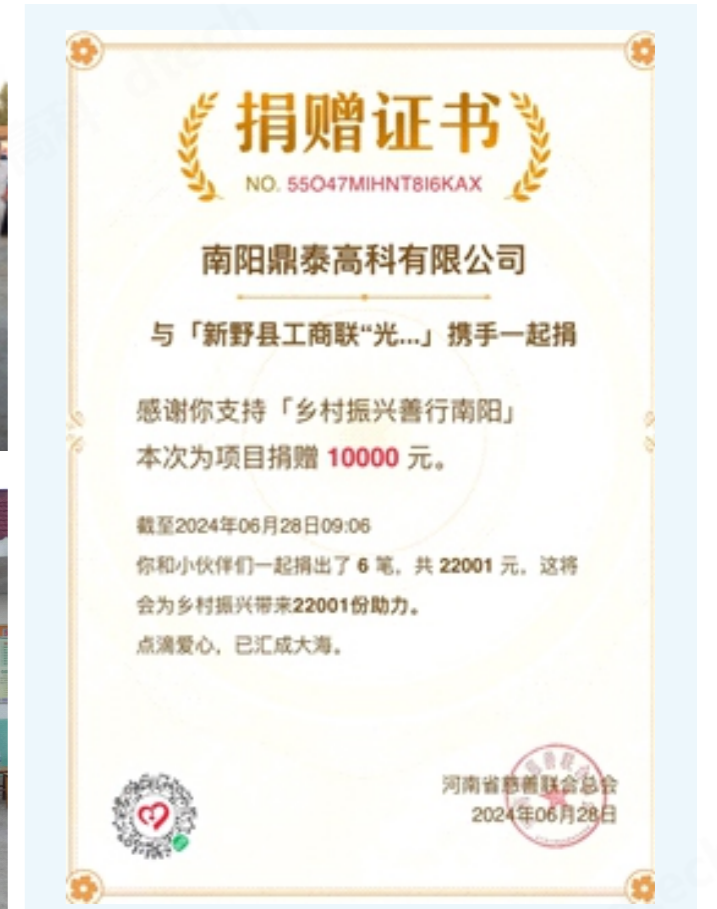 捐赠证书
NO. 55O47MIHNT8I6KAX
南阳鼎泰高科有限公司
与「新野县工商联“光...」携手一起捐
感谢你支持「乡村振兴善行南阳」
本次为项目捐赠 10000 元。
截至2024年06月28日09:06
你和小伙伴们一起捐出了 6 笔，共 22001 元，这将
会为乡村振兴带来22001份助力。
点滴爱心，已汇成大海。
河南省慈善联合总会
2024年06月28日